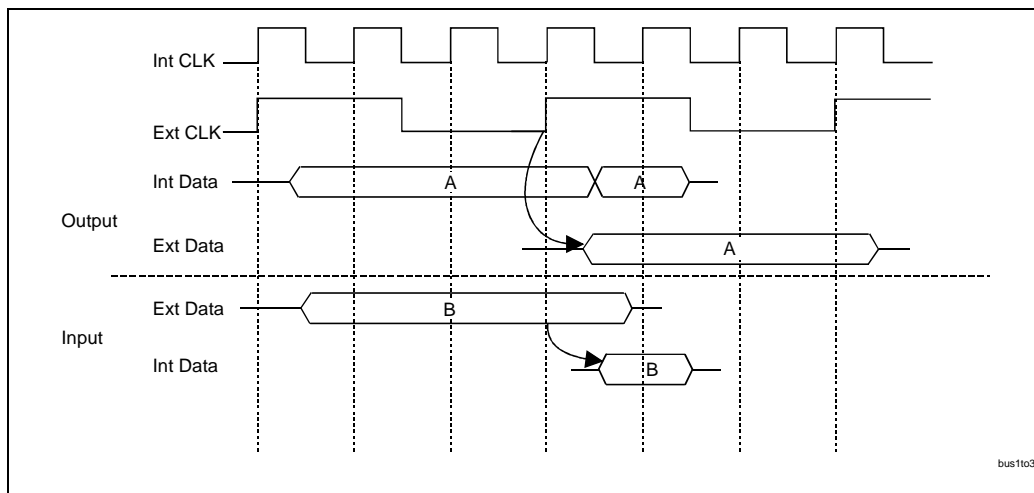 Int CLK
Ext CLK
Int Data
A
A
Output
Ext Data
A
Ext Data
B
Input
Int Data
B
bus1to3